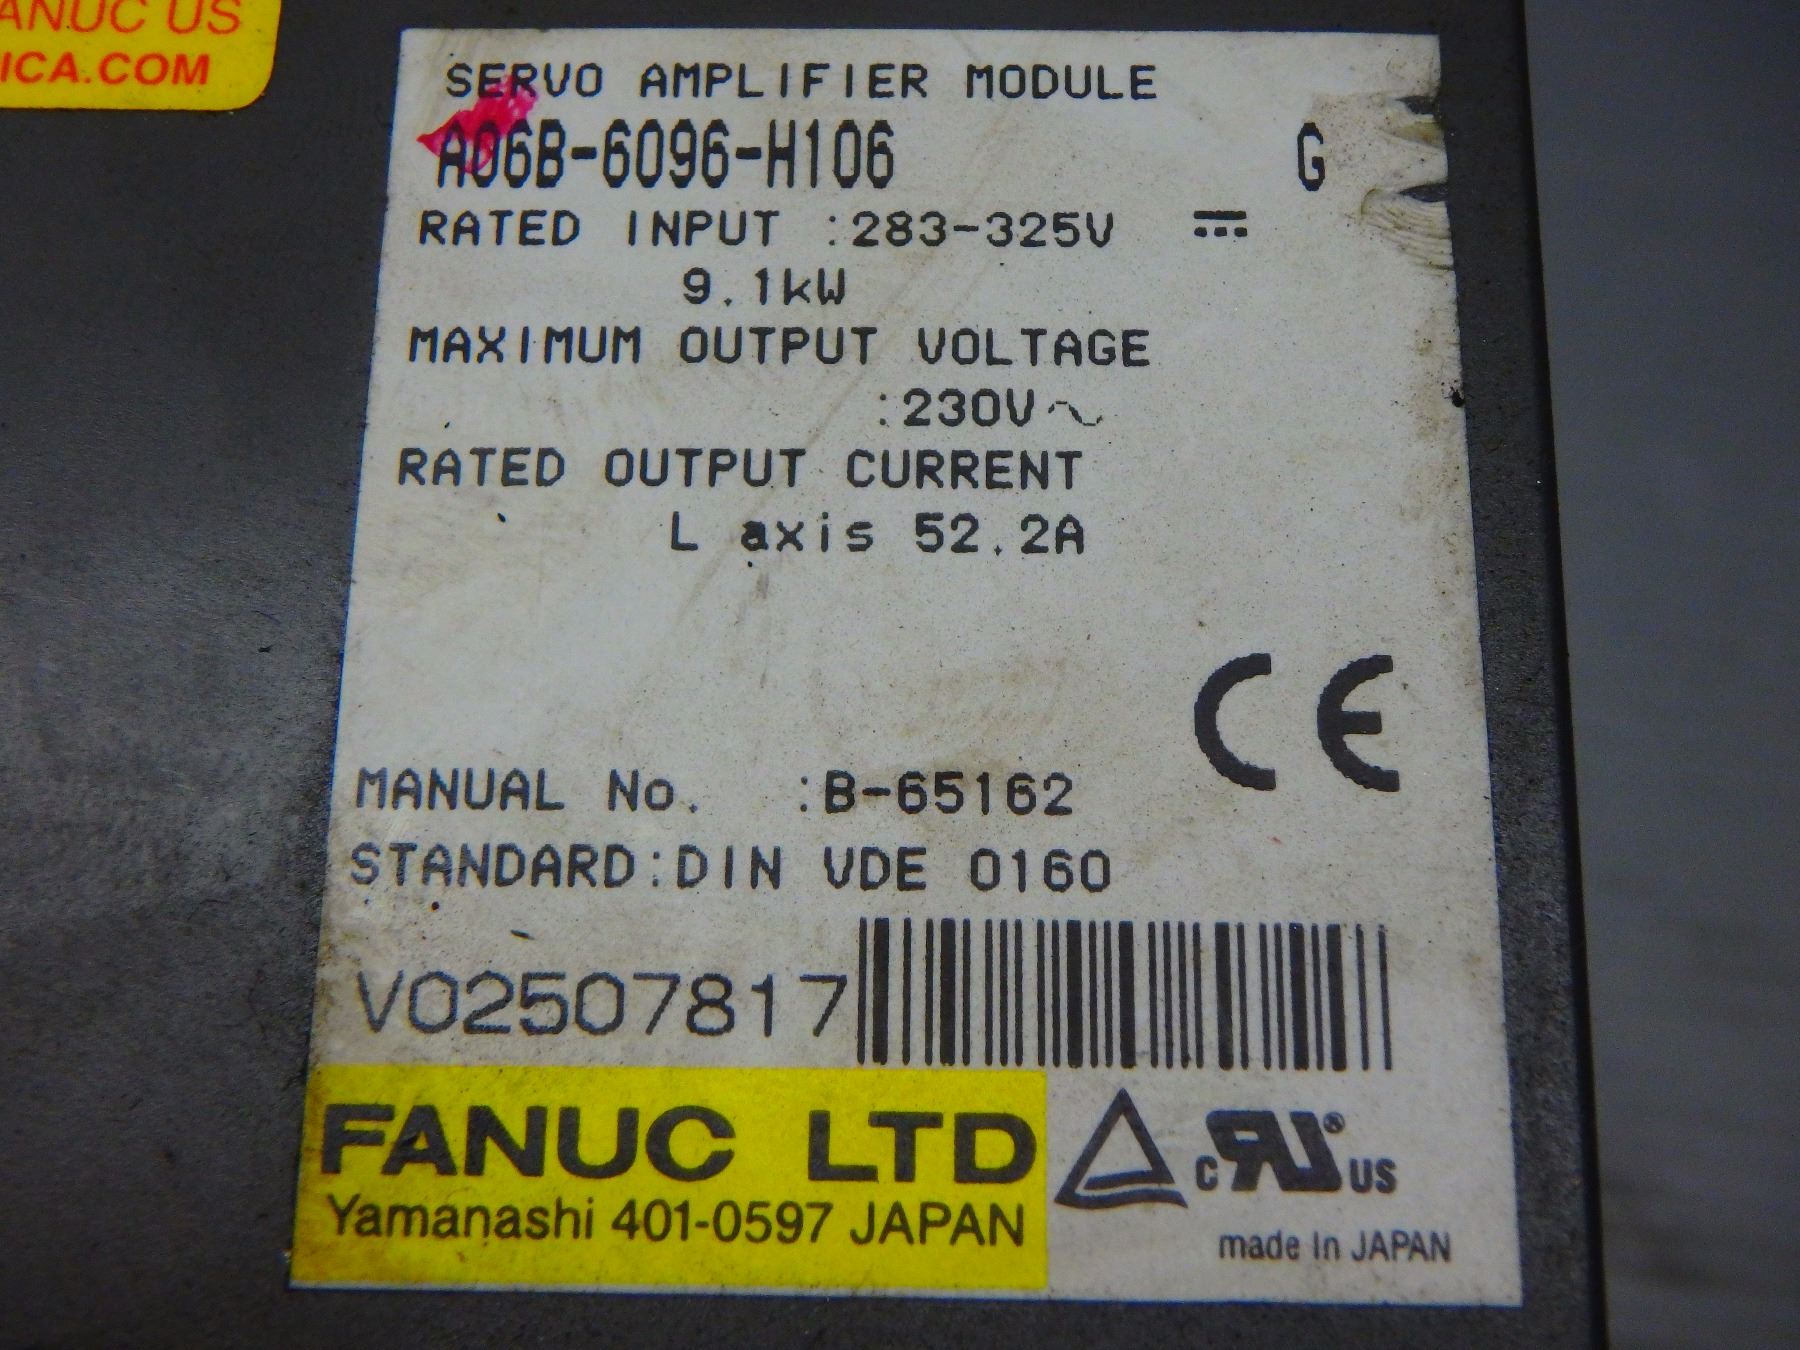 FANUC US
ICA.COM
SERVO AMPLIFIER MODULE
A06B-6096-H106 G
RATED INPUT :283-325V ⎓
9.1kW
MAXIMUM OUTPUT VOLTAGE
:230V～
RATED OUTPUT CURRENT
L axis 52.2A
CE
MANUAL No. :B-65162
STANDARD:DIN VDE 0160
V02507817
FANUC LTD
Yamanashi 401-0597 JAPAN
c RU® US
made in JAPAN